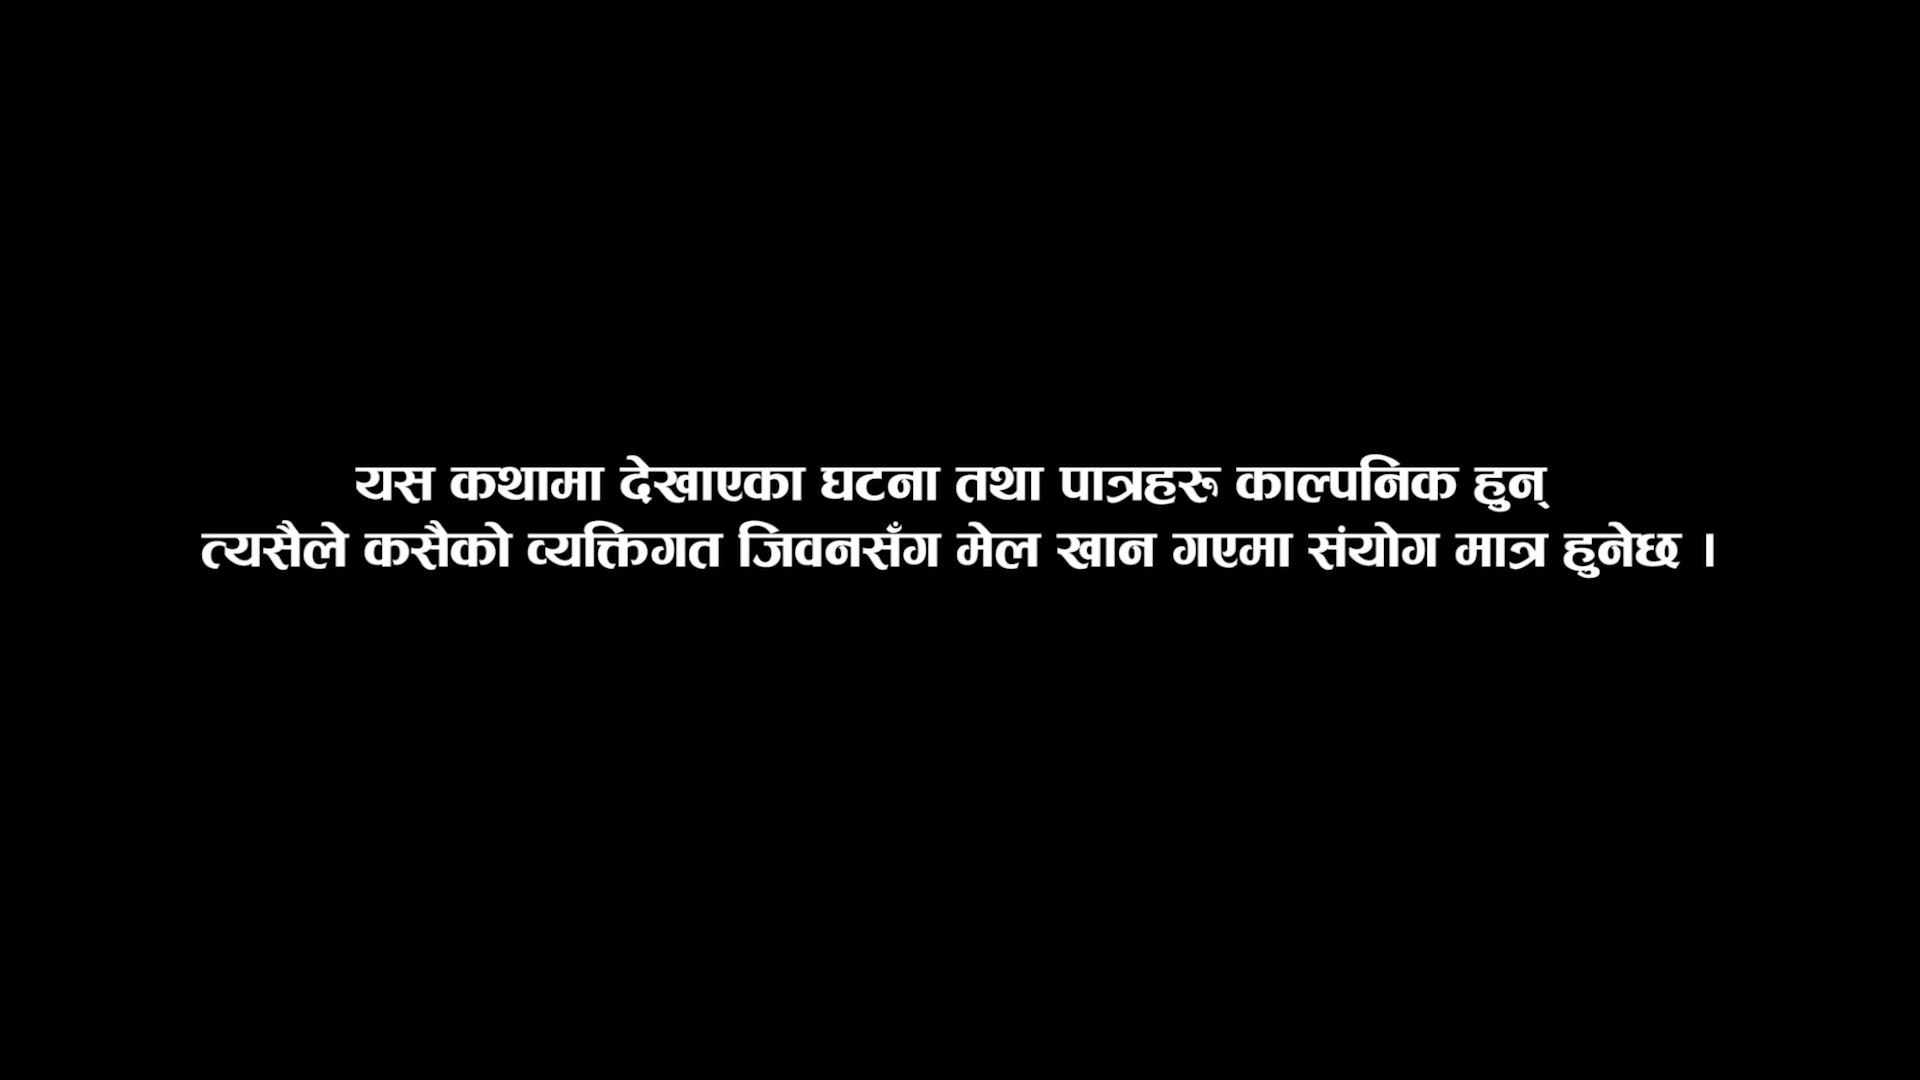 यस कथामा देखाएका घटना तथा पात्रहरू काल्पनिक हुन्
त्यसैले कसैको व्यक्तिगत जिवनसँग मेल खान गएमा संयोग मात्र हुनेछ ।